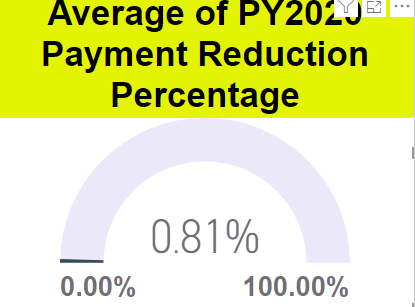 Average of PY2020
Payment Reduction
Percentage
0.81%
0.00% 100.00%